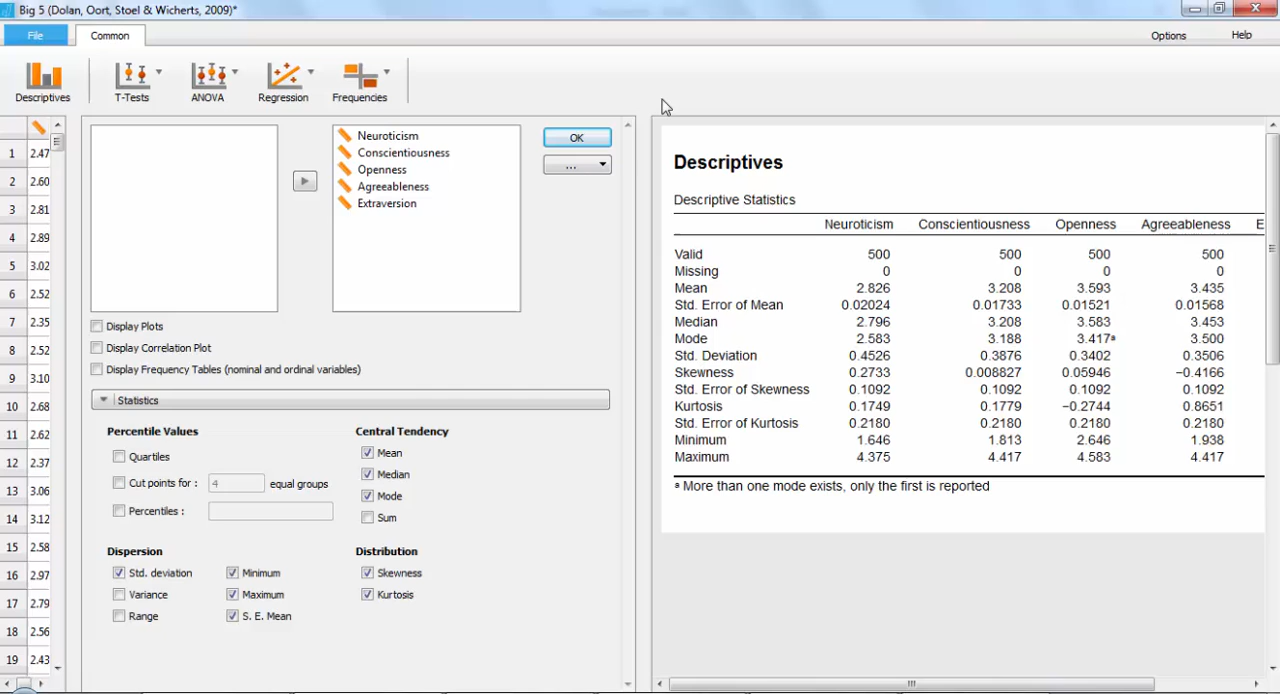 Big 5 (Dolan, Oort, Stoel & Wicherts, 2009)*
File Common Options Help
Descriptives T-Tests ANOVA Regression Frequencies
1 2.47
2 2.60
3 2.81
4 2.89
5 3.02
6 2.52
7 2.35
8 2.52
9 3.10
10 2.68
11 2.62
12 2.37
13 3.06
14 3.12
15 2.58
16 2.97
17 2.79
18 2.56
19 2.43
Neuroticism
Conscientiousness
Openness
Agreeableness
Extraversion
OK
...
Display Plots
Display Correlation Plot
Display Frequency Tables (nominal and ordinal variables)
Statistics
Percentile Values
Quartiles
Cut points for : 4 equal groups
Percentiles :
Central Tendency
Mean
Median
Mode
Sum
Dispersion
Std. deviation Minimum
Variance Maximum
Range S. E. Mean
Distribution
Skewness
Kurtosis
Descriptives
Descriptive Statistics
Neuroticism Conscientiousness Openness Agreeableness E
Valid 500 500 500 500
Missing 0 0 0 0
Mean 2.826 3.208 3.593 3.435
Std. Error of Mean 0.02024 0.01733 0.01521 0.01568
Median 2.796 3.208 3.583 3.453
Mode 2.583 3.188 3.417ª 3.500
Std. Deviation 0.4526 0.3876 0.3402 0.3506
Skewness 0.2733 0.008827 0.05946 −0.4166
Std. Error of Skewness 0.1092 0.1092 0.1092 0.1092
Kurtosis 0.1749 0.1779 −0.2744 0.8651
Std. Error of Kurtosis 0.2180 0.2180 0.2180 0.2180
Minimum 1.646 1.813 2.646 1.938
Maximum 4.375 4.417 4.583 4.417
ª More than one mode exists, only the first is reported